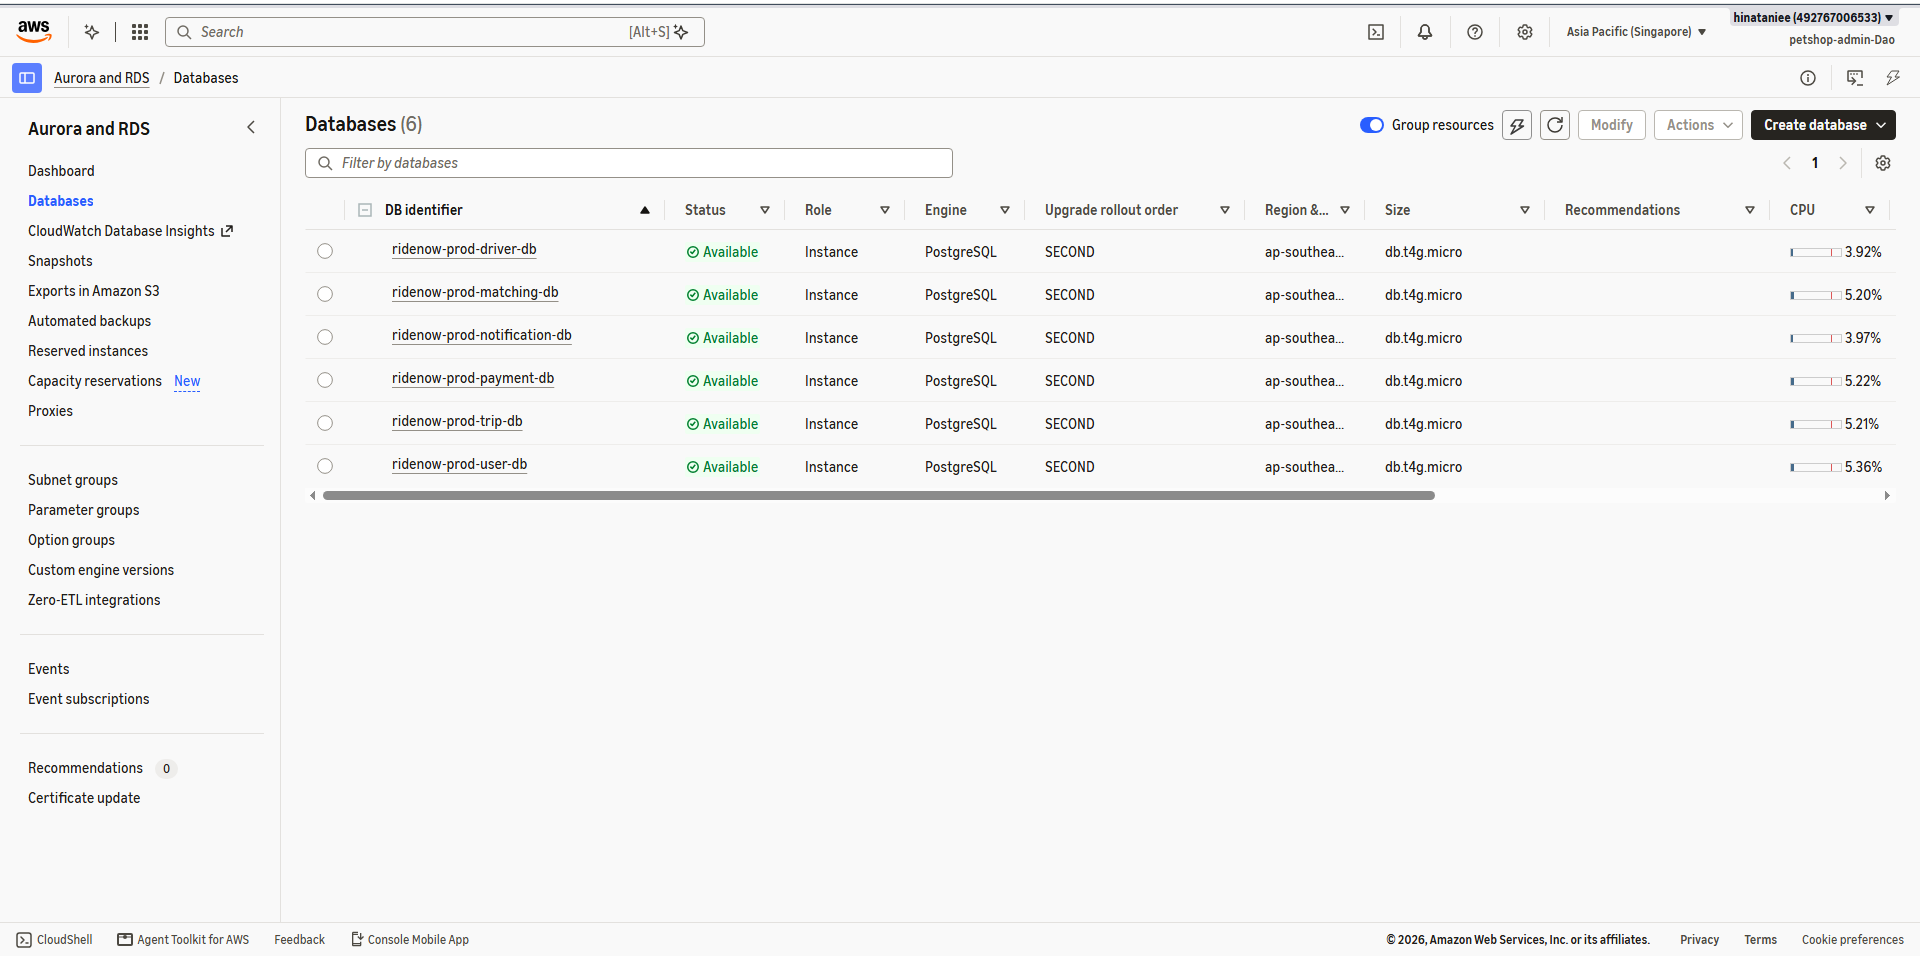 aws
Search [Alt+S]
Asia Pacific (Singapore)
hinataniee (492767006533)
petshop-admin-Dao
Aurora and RDS / Databases
Aurora and RDS
Dashboard
Databases
CloudWatch Database Insights
Snapshots
Exports in Amazon S3
Automated backups
Reserved instances
Capacity reservations New
Proxies
Subnet groups
Parameter groups
Option groups
Custom engine versions
Zero-ETL integrations
Events
Event subscriptions
Recommendations 0
Certificate update
Databases (6)
Group resources Modify Actions Create database
Filter by databases
1
DB identifier Status Role Engine Upgrade rollout order Region &... Size Recommendations CPU
ridenow-prod-driver-db Available Instance PostgreSQL SECOND ap-southea... db.t4g.micro 3.92%
ridenow-prod-matching-db Available Instance PostgreSQL SECOND ap-southea... db.t4g.micro 5.20%
ridenow-prod-notification-db Available Instance PostgreSQL SECOND ap-southea... db.t4g.micro 3.97%
ridenow-prod-payment-db Available Instance PostgreSQL SECOND ap-southea... db.t4g.micro 5.22%
ridenow-prod-trip-db Available Instance PostgreSQL SECOND ap-southea... db.t4g.micro 5.21%
ridenow-prod-user-db Available Instance PostgreSQL SECOND ap-southea... db.t4g.micro 5.36%
CloudShell Agent Toolkit for AWS Feedback Console Mobile App
© 2026, Amazon Web Services, Inc. or its affiliates. Privacy Terms Cookie preferences